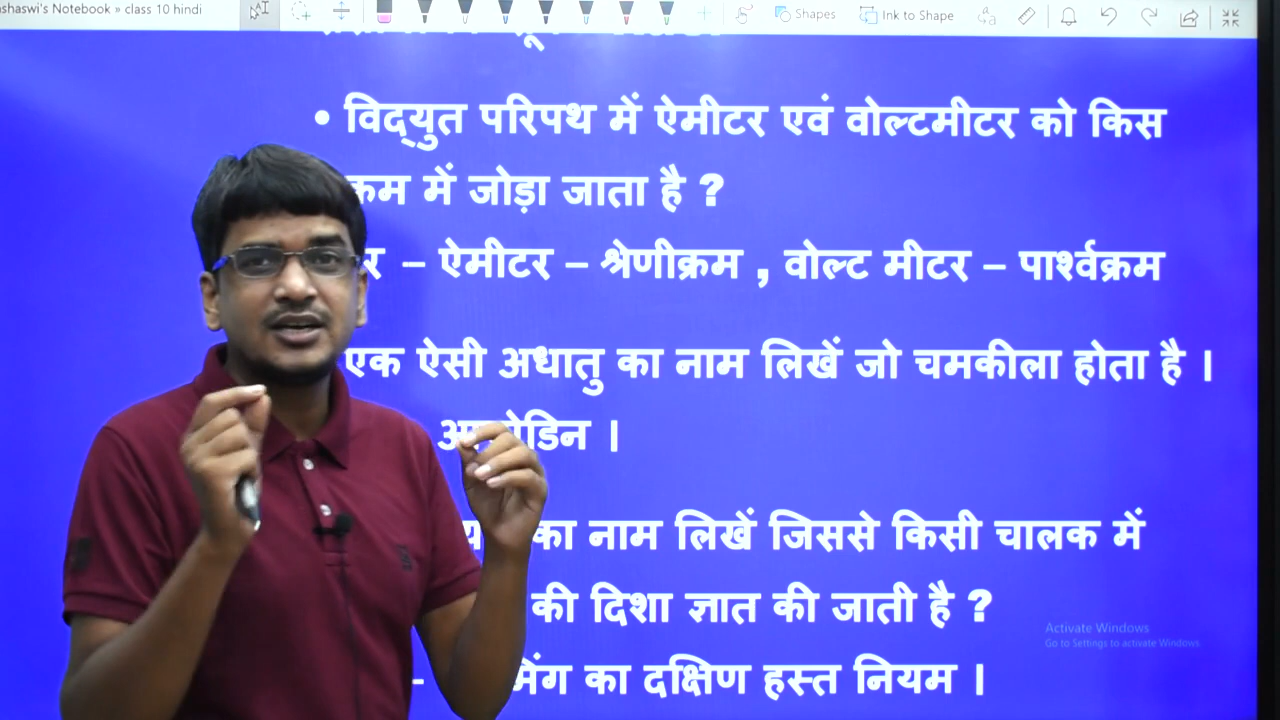 ashaswi's Notebook » class 10 hindi
Shapes
Ink to Shape
• विद्युत परिपथ में ऐमीटर एवं वोल्टमीटर को किस
क्रम में जोड़ा जाता है ?
– ऐमीटर – श्रेणीक्रम , वोल्ट मीटर – पार्श्वक्रम
एक ऐसी अधातु का नाम लिखें जो चमकीला होता है ।
का नाम लिखें जिससे किसी चालक में
की दिशा ज्ञात की जाती है ?
Activate Windows
Go to Settings to activate Windows.
- का दक्षिण हस्त नियम ।